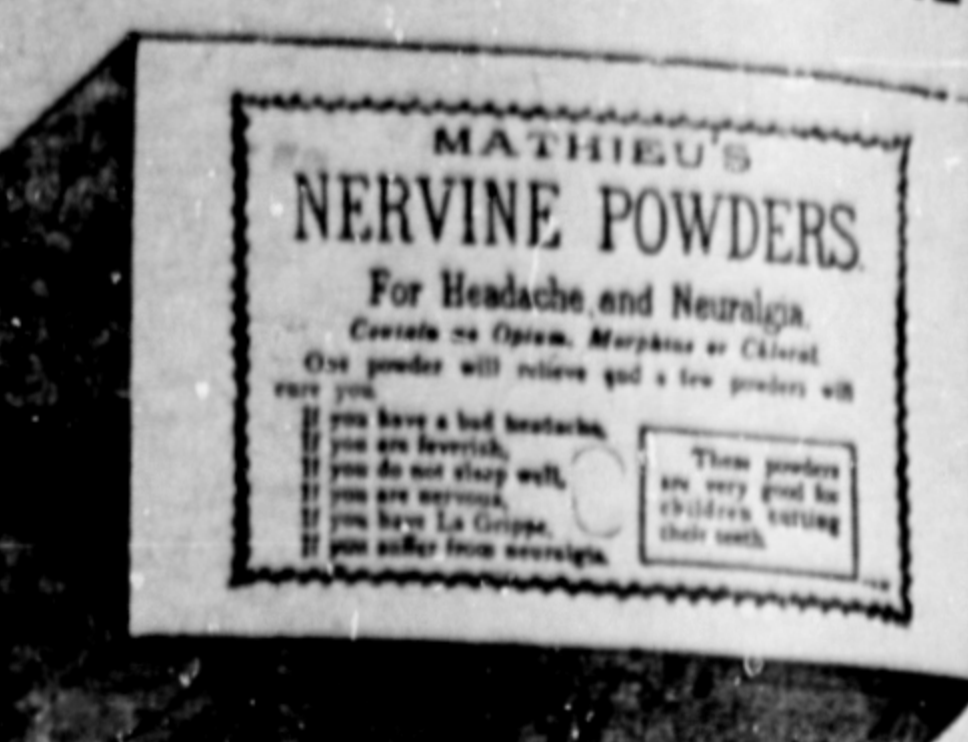 MATHIEU'S
NERVINE POWDERS.
For Headache and Neuralgia.
Contain no Opium, Morphine or Chloral.
One powder will relieve and a few powders will
cure you
If you have a bad headache,
If you are feverish,
If you do not sleep well,
If you are nervous,
If you have La Grippe,
If you suffer from neuralgia.
These powders
are very good for
children cutting
their teeth.